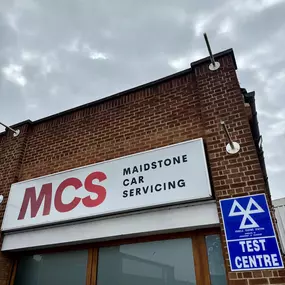 MCS
MAIDSTONE
CAR
SERVICING
TEST
CENTRE